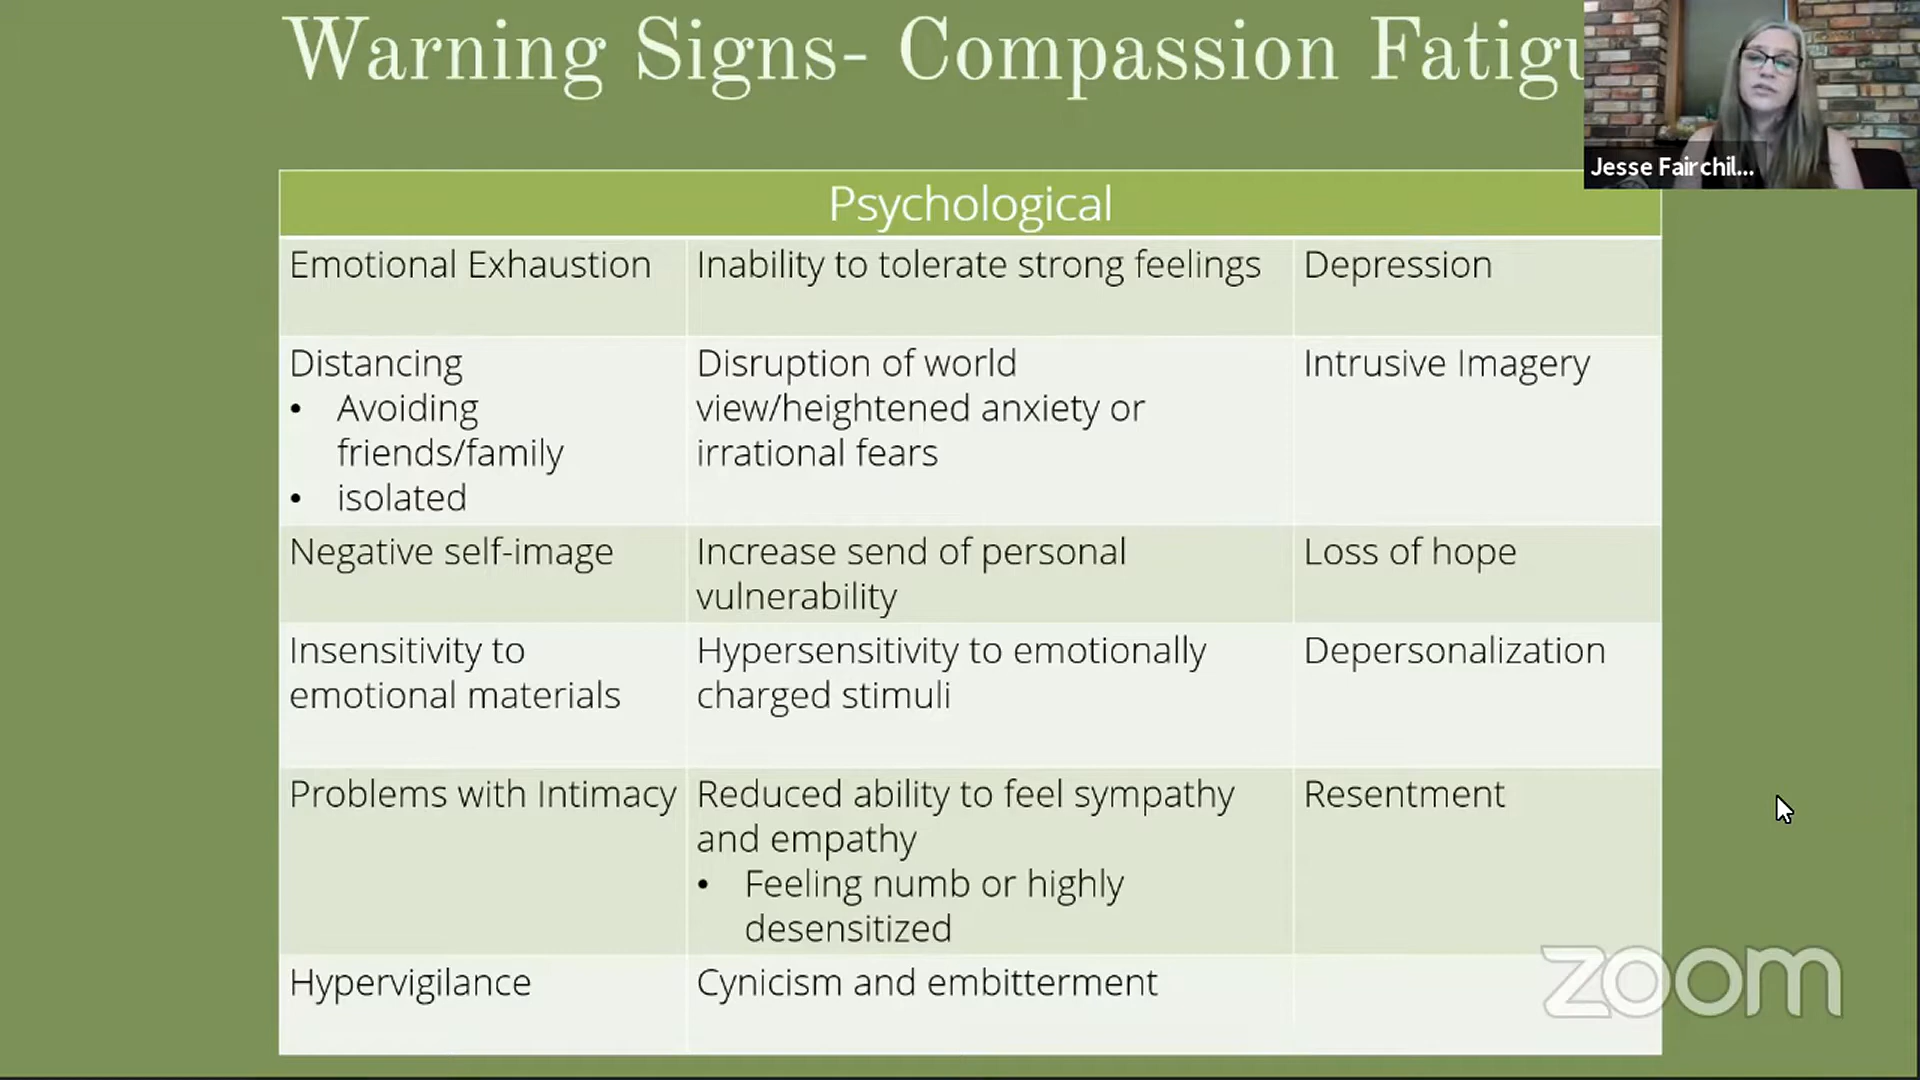 Warning Signs- Compassion Fatigu
Jesse Fairchil...
Psychological
Emotional Exhaustion
Inability to tolerate strong feelings
Depression
Distancing
• Avoiding
friends/family
• isolated
Disruption of world
view/heightened anxiety or
irrational fears
Intrusive Imagery
Negative self-image
Increase send of personal
vulnerability
Loss of hope
Insensitivity to
emotional materials
Hypersensitivity to emotionally
charged stimuli
Depersonalization
Problems with Intimacy
Reduced ability to feel sympathy
and empathy
• Feeling numb or highly
desensitized
Resentment
Hypervigilance
Cynicism and embitterment
zoom